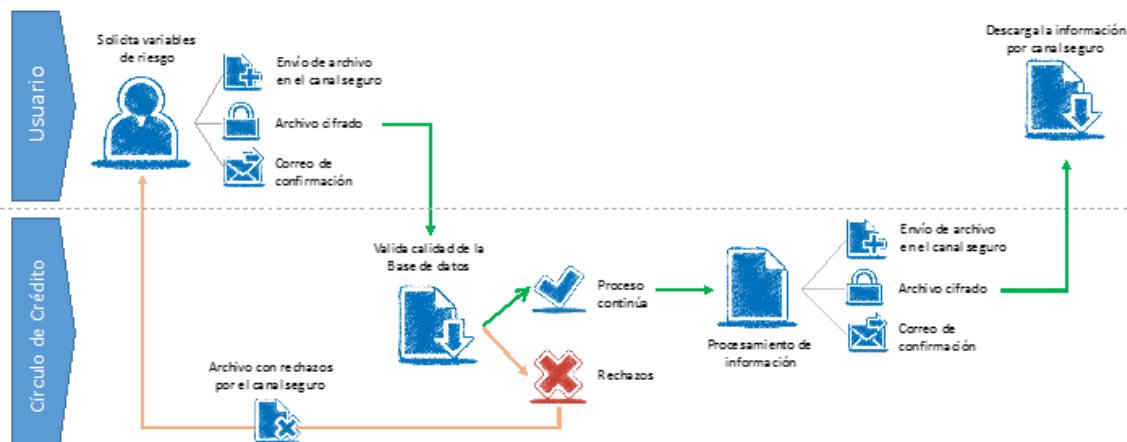 Usuario
Solicita variables
de riesgo
Envío de archivo
en el canal seguro
Archivo cifrado
Correo de
confirmación
Descarga la información
por canal seguro
Círculo de Crédito
Valida calidad de la
Base de datos
Proceso
continúa
Rechazos
Archivo con rechazos
por el canal seguro
Procesamiento de
información
Envío de archivo
en el canal seguro
Archivo cifrado
Correo de
confirmación